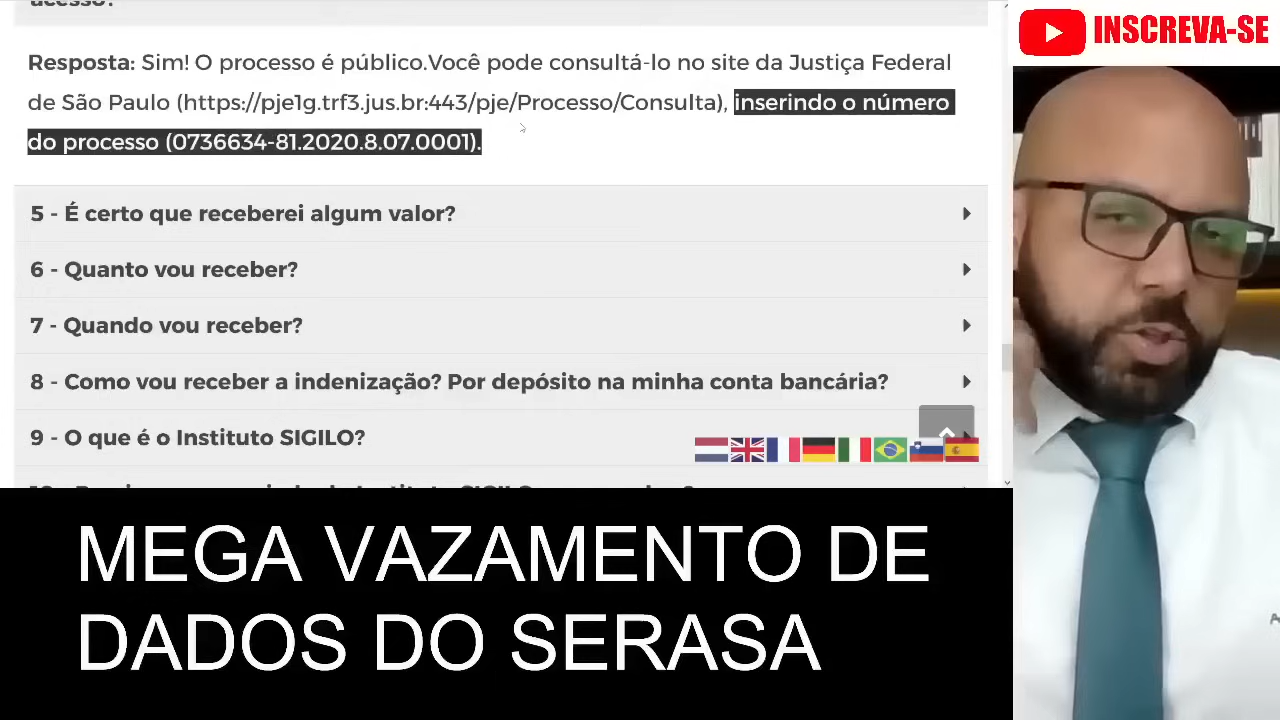 acesso?
INSCREVA-SE
Resposta: Sim! O processo é público.Você pode consultá-lo no site da Justiça Federal
de São Paulo (https://pje1g.trf3.jus.br:443/pje/Processo/Consulta), inserindo o número
do processo (0736634-81.2020.8.07.0001).
5 - É certo que receberei algum valor?
6 - Quanto vou receber?
7 - Quando vou receber?
8 - Como vou receber a indenização? Por depósito na minha conta bancária?
9 - O que é o Instituto SIGILO?
MEGA VAZAMENTO DE
DADOS DO SERASA